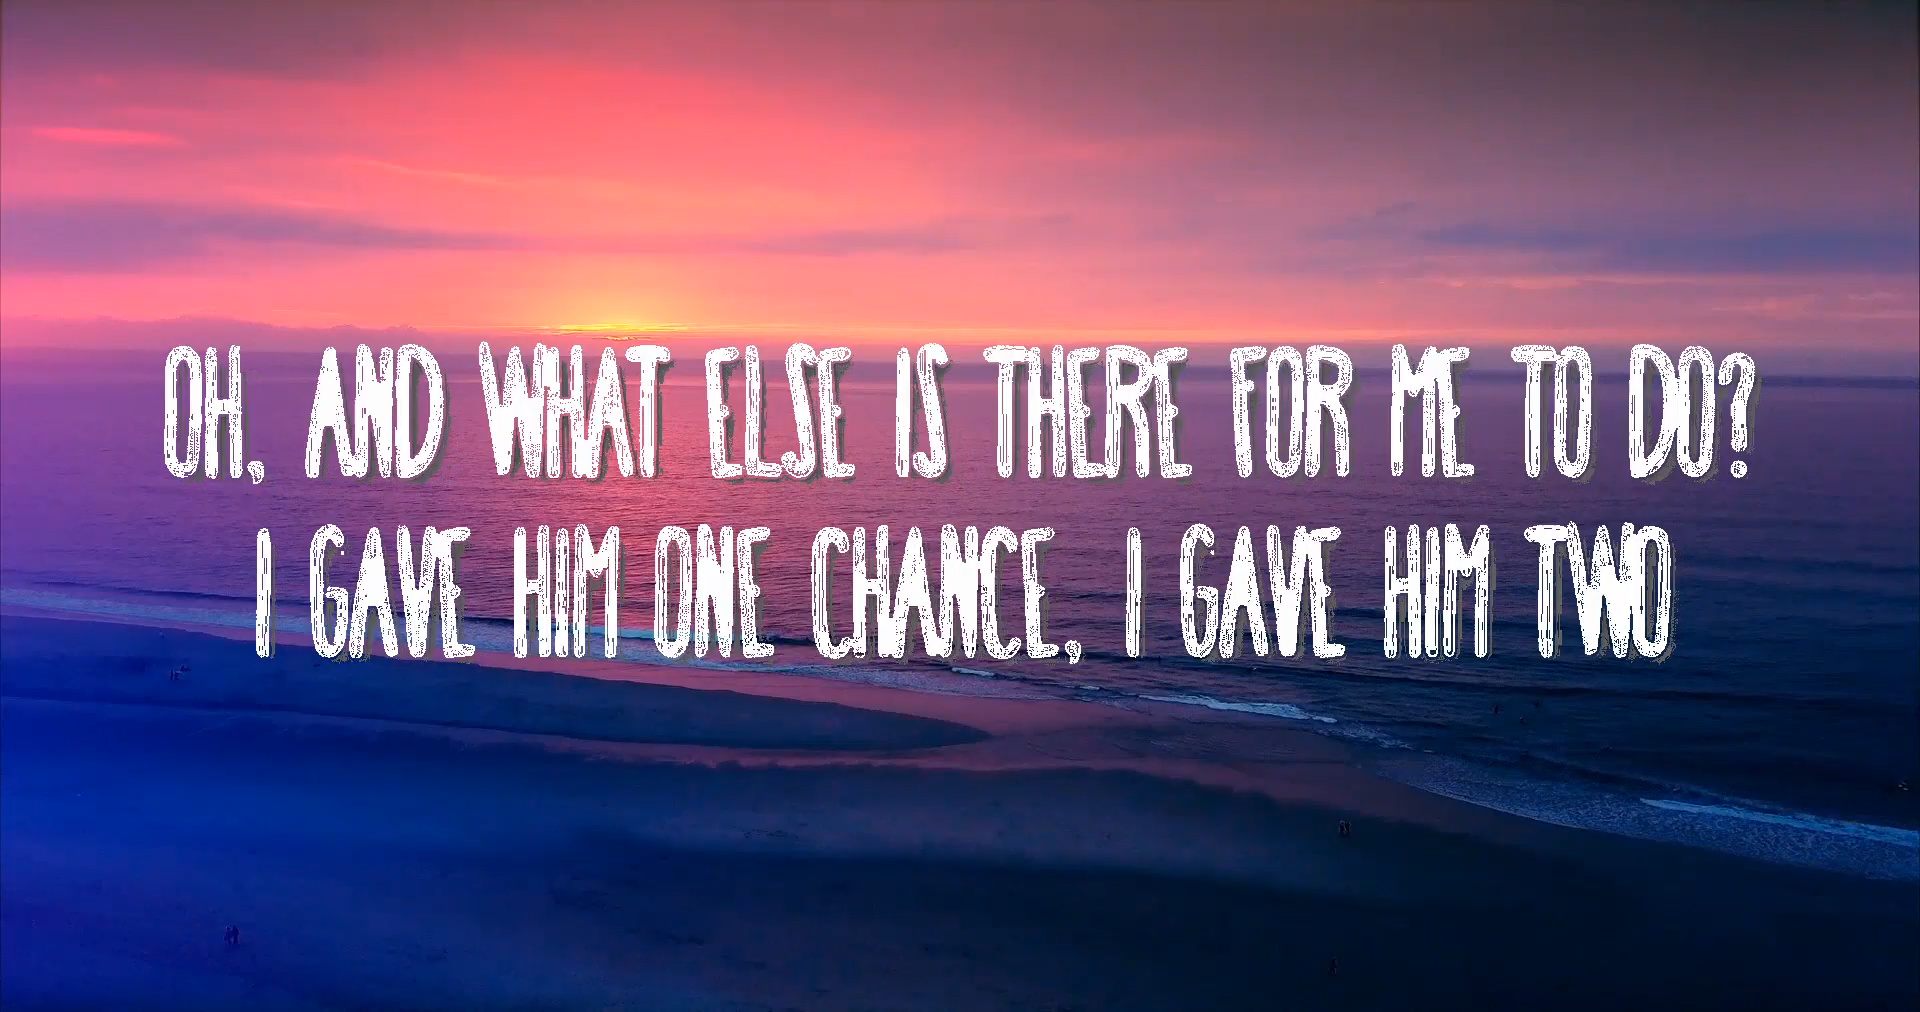 OH, AND WHAT ELSE IS THERE FOR ME TO DO?
I GAVE HIM ONE CHANCE, I GAVE HIM TWO